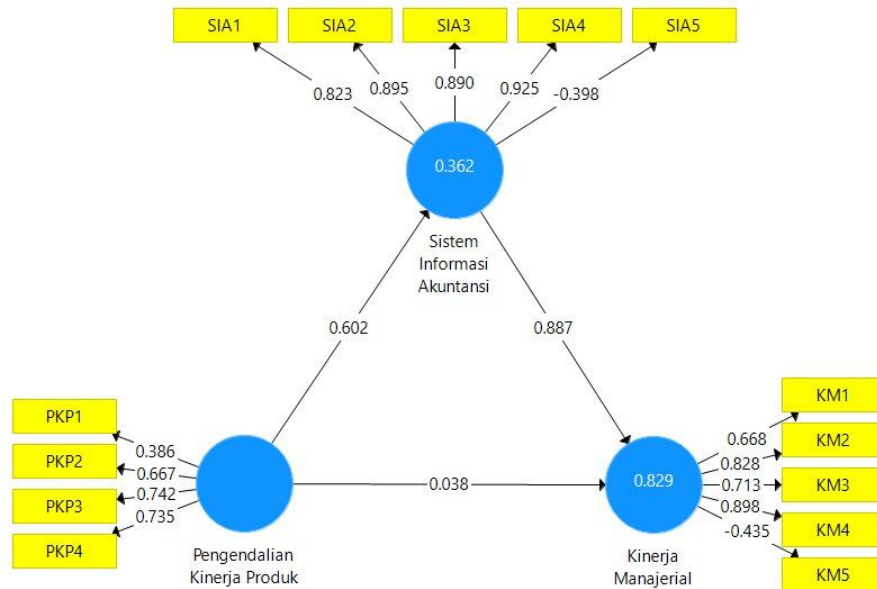 SIA1 SIA2 SIA3 SIA4 SIA5
0.823 0.895 0.890 0.925 -0.398
0.362
Sistem
Informasi
Akuntansi
0.602 0.887
PKP1
PKP2
PKP3
PKP4
0.386
0.667
0.742
0.735
Pengendalian
Kinerja Produk
0.038
0.829
Kinerja
Manajerial
0.668
0.828
0.713
0.898
-0.435
KM1
KM2
KM3
KM4
KM5